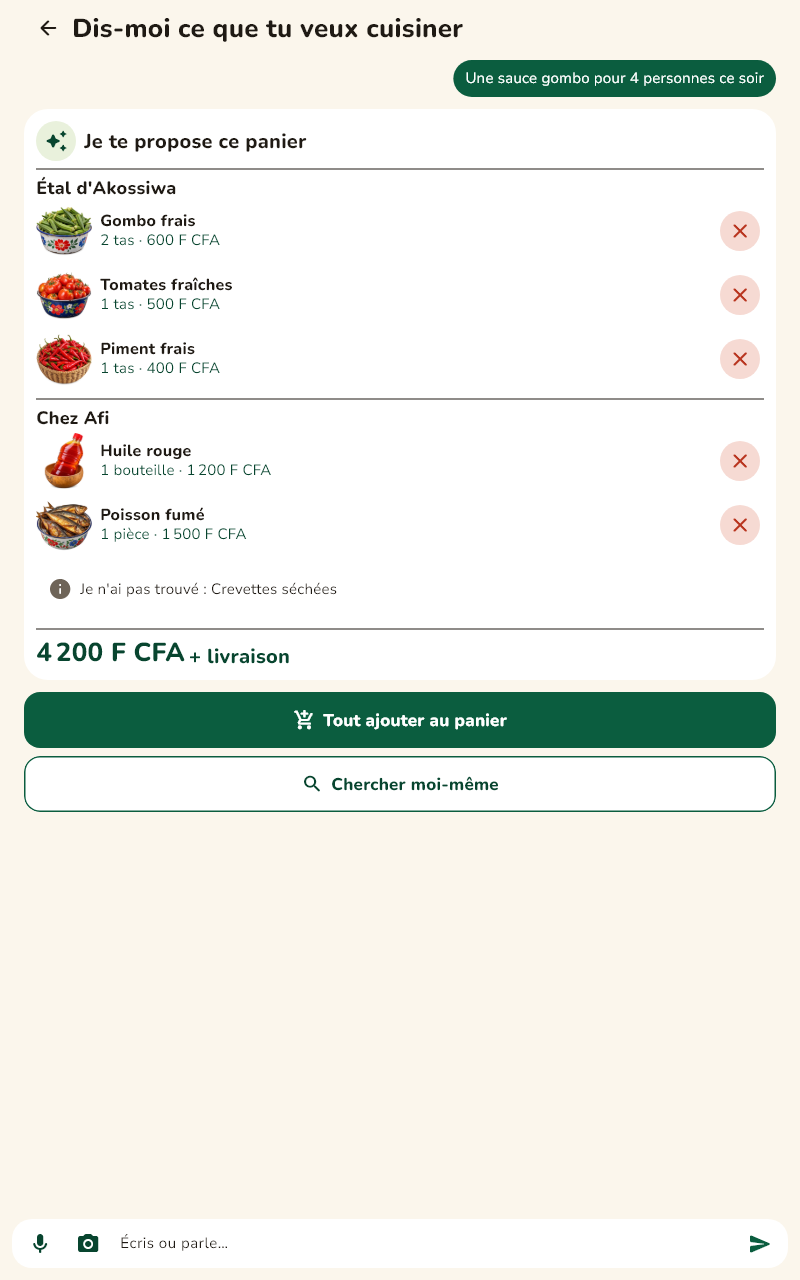 Dis-moi ce que tu veux cuisiner
Une sauce gombo pour 4 personnes ce soir
Je te propose ce panier
Étal d'Akossiwa
Gombo frais
2 tas · 600 F CFA
Tomates fraîches
1 tas · 500 F CFA
Piment frais
1 tas · 400 F CFA
Chez Afi
Huile rouge
1 bouteille · 1 200 F CFA
Poisson fumé
1 pièce · 1 500 F CFA
Je n'ai pas trouvé : Crevettes séchées
4 200 F CFA + livraison
Tout ajouter au panier
Chercher moi-même
Écris ou parle…